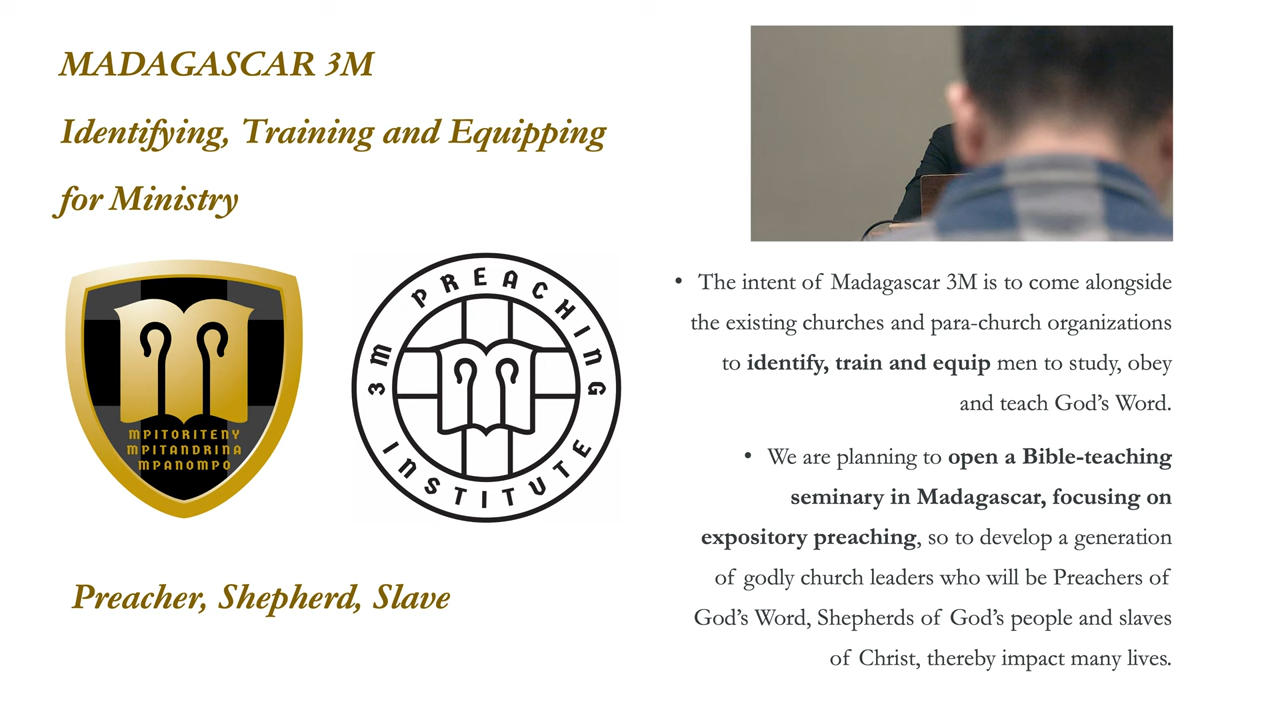 MADAGASCAR 3M
Identifying, Training and Equipping
for Ministry
MPITORITENY
MPITANDRINA
MPANOMPO
3M PREACHING
INSTITUTE
Preacher, Shepherd, Slave
• The intent of Madagascar 3M is to come alongside
the existing churches and para-church organizations
to identify, train and equip men to study, obey
and teach God’s Word.
• We are planning to open a Bible-teaching
seminary in Madagascar, focusing on
expository preaching, so to develop a generation
of godly church leaders who will be Preachers of
God’s Word, Shepherds of God’s people and slaves
of Christ, thereby impact many lives.